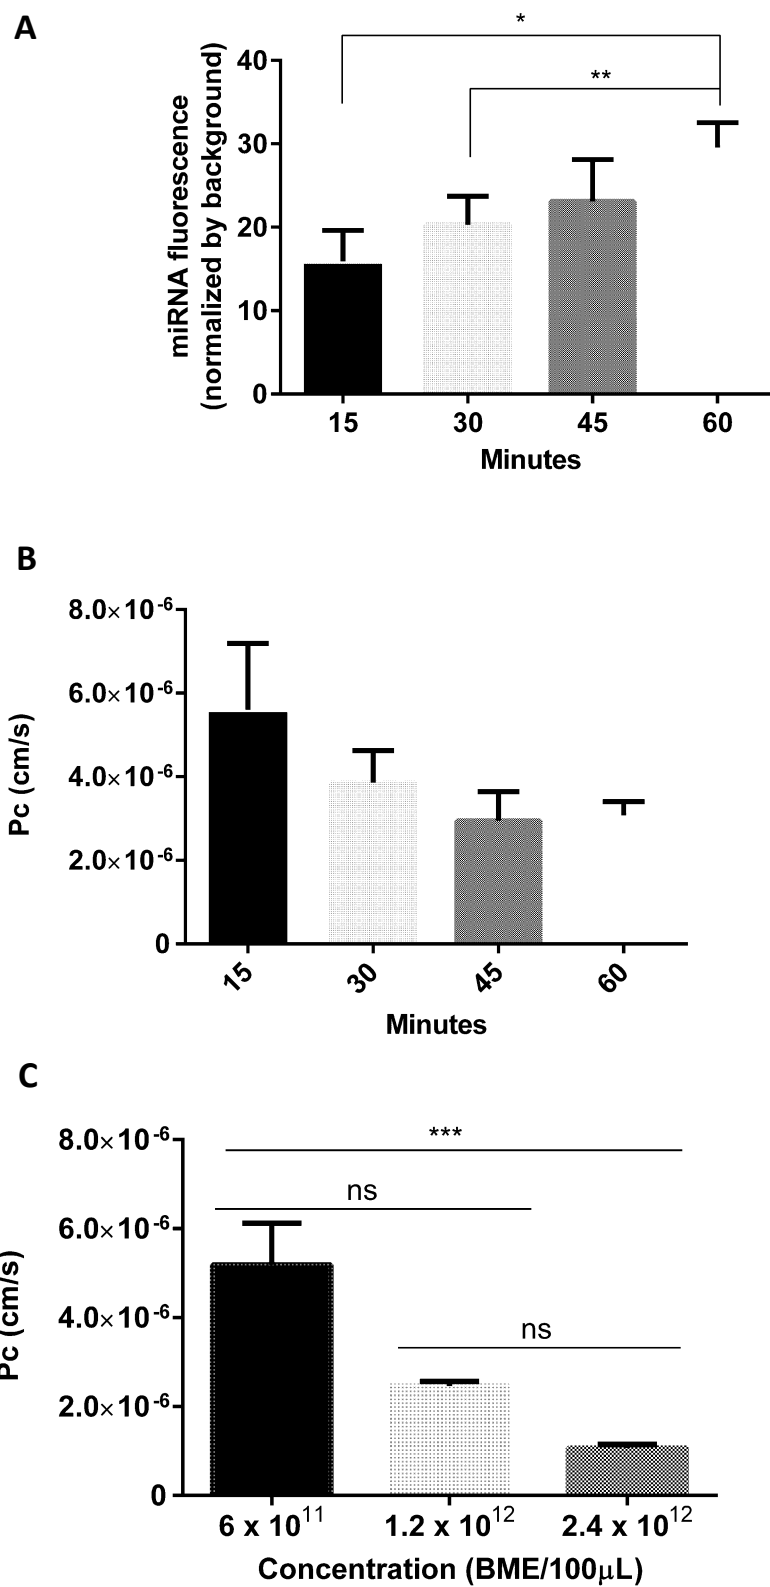 A
*
**
40
30
20
10
0
miRNA fluorescence
(normalized by background)
15 30 45 60
Minutes
B
8.0×10⁻⁶
6.0×10⁻⁶
4.0×10⁻⁶
2.0×10⁻⁶
0
Pc (cm/s)
15 30 45 60
Minutes
C
***
ns
ns
8.0×10⁻⁶
6.0×10⁻⁶
4.0×10⁻⁶
2.0×10⁻⁶
0
Pc (cm/s)
6 x 10¹¹ 1.2 x 10¹² 2.4 x 10¹²
Concentration (BME/100μL)